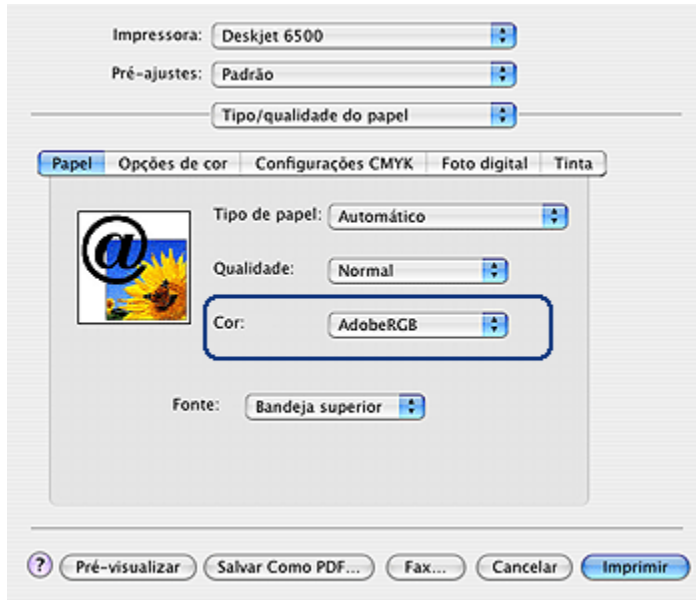 Impressora: Deskjet 6500
Pré-ajustes: Padrão
Tipo/qualidade do papel
Papel Opções de cor Configurações CMYK Foto digital Tinta
@
Tipo de papel: Automático
Qualidade: Normal
Cor: AdobeRGB
Fonte: Bandeja superior
? Pré-visualizar Salvar Como PDF... Fax... Cancelar Imprimir